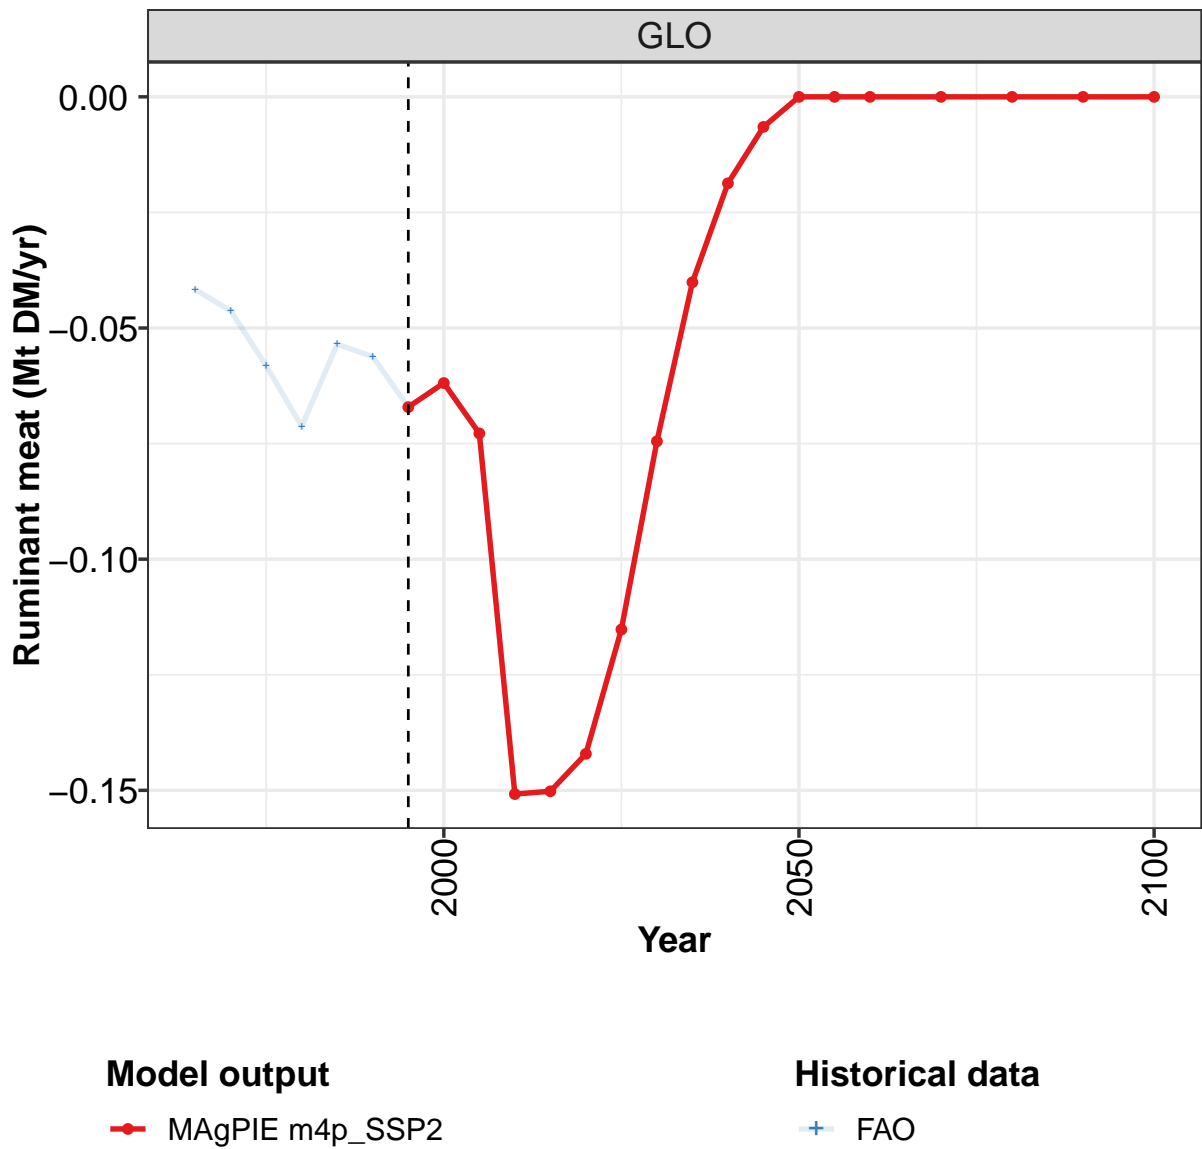 GLO
0.00
−0.05
−0.10
−0.15
Ruminant meat (Mt DM/yr)
2000
2050
2100
Year
Model output
MAgPIE m4p_SSP2
Historical data
FAO